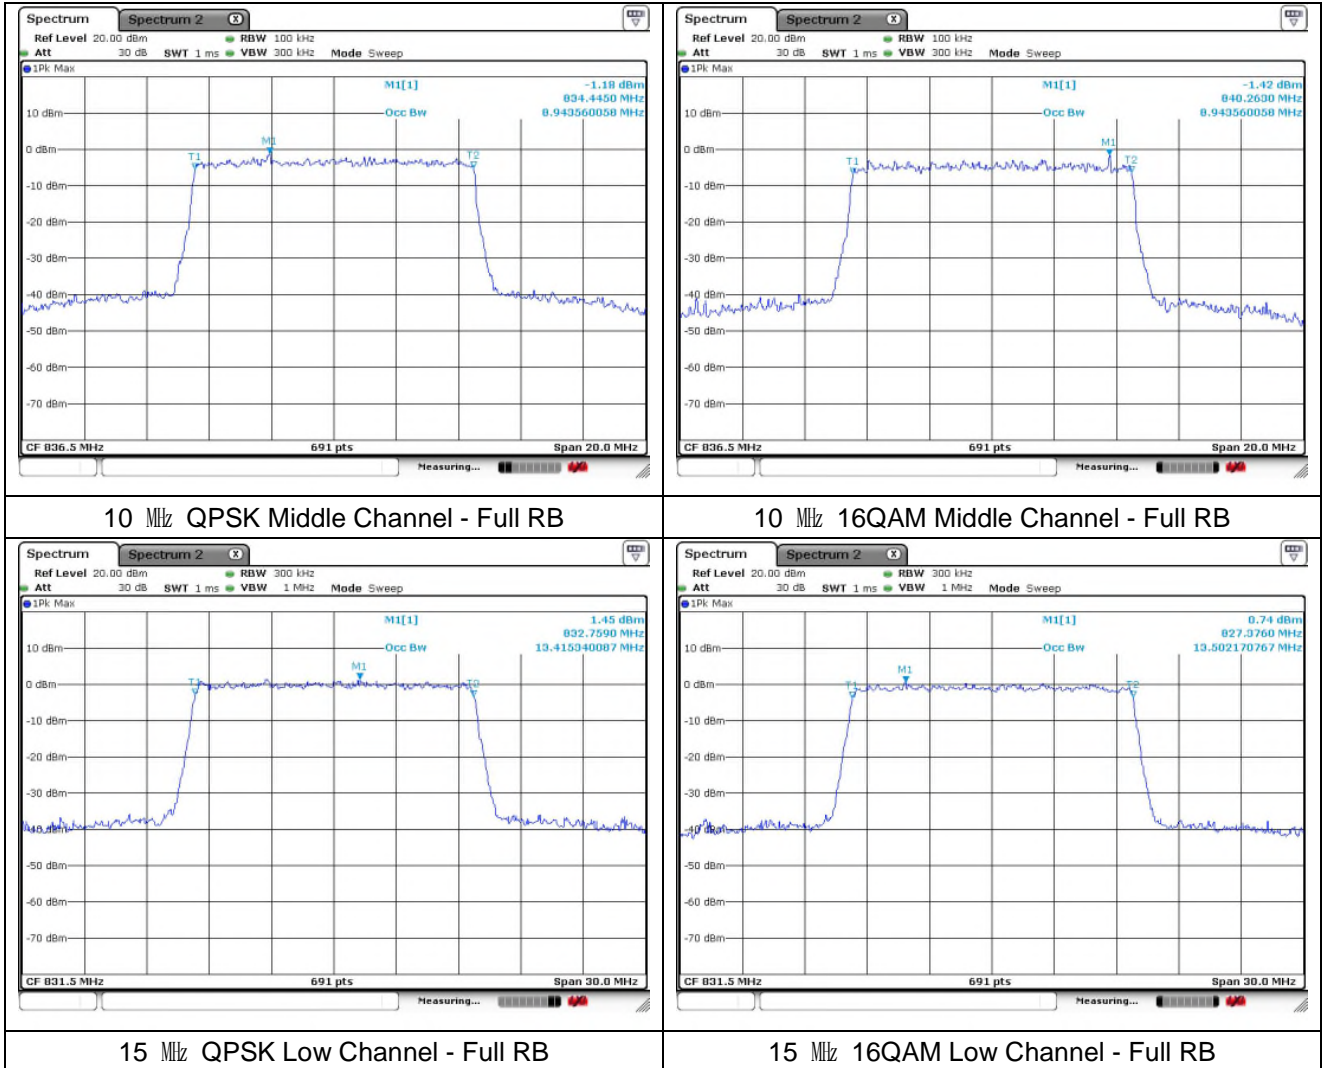 Spectrum Spectrum 2 X
Ref Level 20.00 dBm RBW 100 kHz
Att 30 dB SWT 1 ms VBW 300 kHz Mode Sweep
1Pk Max
M1[1] -1.18 dBm
834.4450 MHz
10 dBm Occ Bw 8.943560058 MHz
M1
0 dBm T1 T2
-10 dBm
-20 dBm
-30 dBm
-40 dBm
-50 dBm
-60 dBm
-70 dBm
CF 836.5 MHz 691 pts Span 20.0 MHz
Measuring...
10 ㎒ QPSK Middle Channel - Full RB
Spectrum Spectrum 2 X
Ref Level 20.00 dBm RBW 100 kHz
Att 30 dB SWT 1 ms VBW 300 kHz Mode Sweep
1Pk Max
M1[1] -1.42 dBm
840.2630 MHz
10 dBm Occ Bw 8.943560058 MHz
M1
0 dBm T1 T2
-10 dBm
-20 dBm
-30 dBm
-40 dBm
-50 dBm
-60 dBm
-70 dBm
CF 836.5 MHz 691 pts Span 20.0 MHz
Measuring...
10 ㎒ 16QAM Middle Channel - Full RB
Spectrum Spectrum 2 X
Ref Level 20.00 dBm RBW 300 kHz
Att 30 dB SWT 1 ms VBW 1 MHz Mode Sweep
1Pk Max
M1[1] 1.45 dBm
832.7590 MHz
10 dBm Occ Bw 13.415340087 MHz
M1
0 dBm T1 T2
-10 dBm
-20 dBm
-30 dBm
-40 dBm
-50 dBm
-60 dBm
-70 dBm
CF 831.5 MHz 691 pts Span 30.0 MHz
Measuring...
15 ㎒ QPSK Low Channel - Full RB
Spectrum Spectrum 2 X
Ref Level 20.00 dBm RBW 300 kHz
Att 30 dB SWT 1 ms VBW 1 MHz Mode Sweep
1Pk Max
M1[1] 0.74 dBm
827.3760 MHz
10 dBm Occ Bw 13.502170767 MHz
M1
0 dBm T1 T2
-10 dBm
-20 dBm
-30 dBm
-40 dBm
-50 dBm
-60 dBm
-70 dBm
CF 831.5 MHz 691 pts Span 30.0 MHz
Measuring...
15 ㎒ 16QAM Low Channel - Full RB